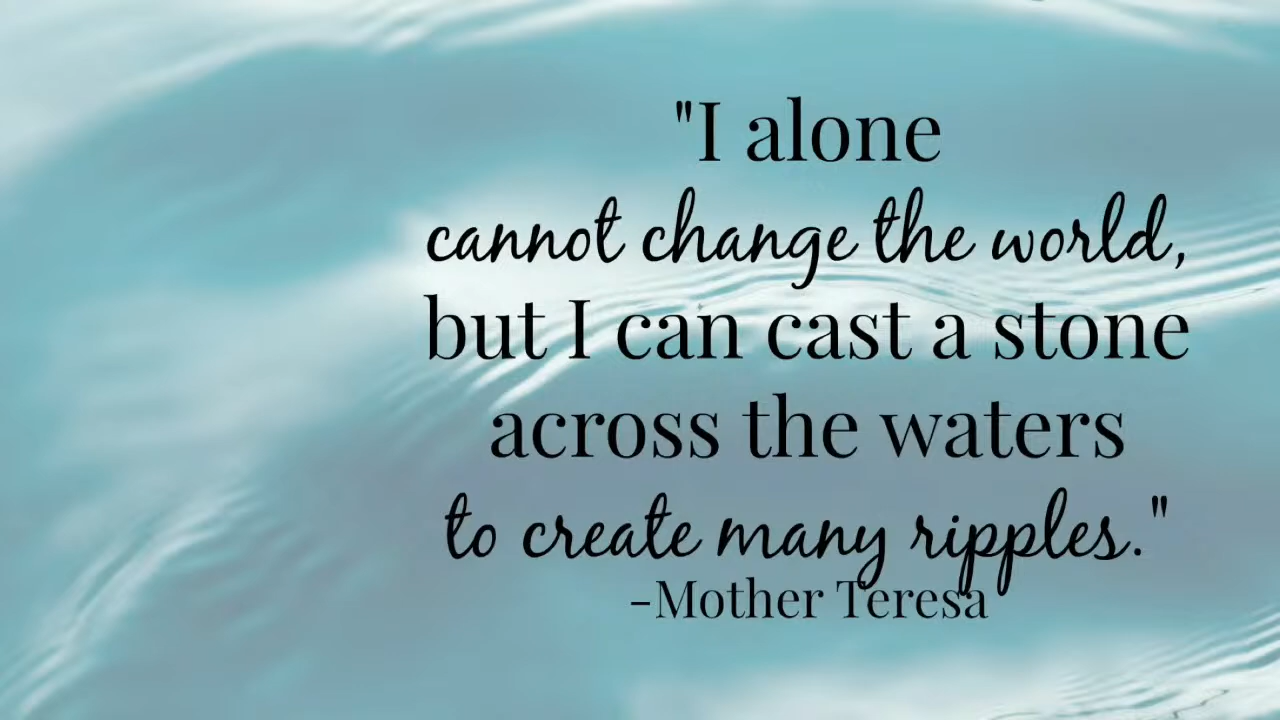 "I alone
cannot change the world,
but I can cast a stone
across the waters
to create many ripples."
-Mother Teresa